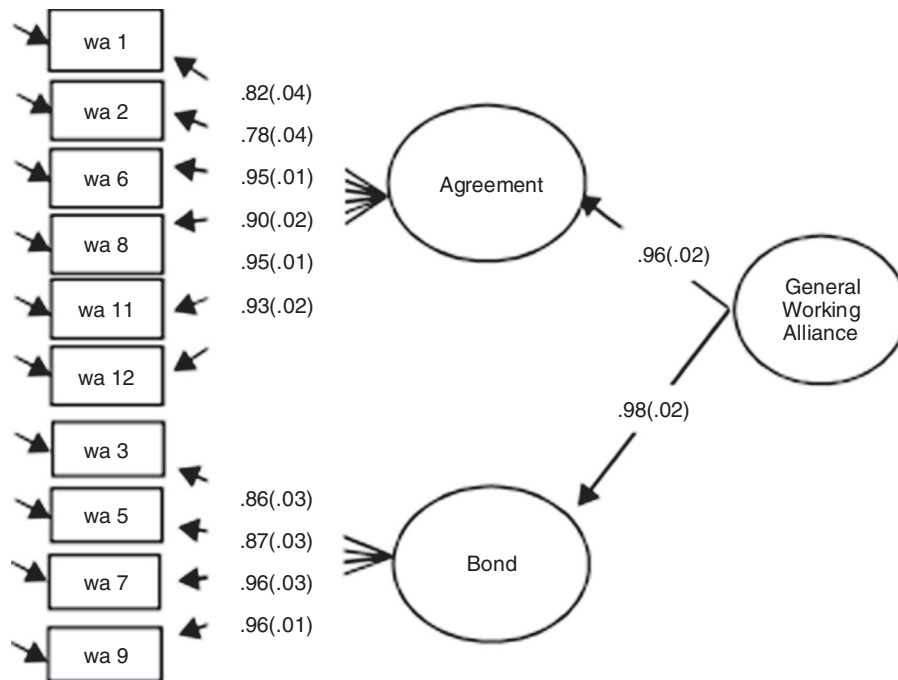 wa 1
wa 2
wa 6
wa 8
wa 11
wa 12
wa 3
wa 5
wa 7
wa 9
.82(.04)
.78(.04)
.95(.01)
.90(.02)
.95(.01)
.93(.02)
.86(.03)
.87(.03)
.96(.03)
.96(.01)
Agreement
Bond
.96(.02)
.98(.02)
General
Working
Alliance